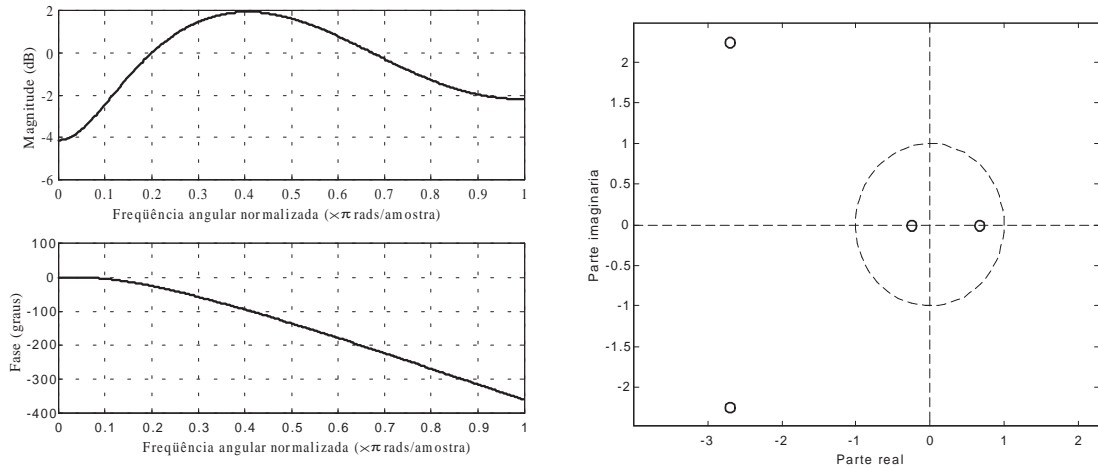 Magnitude (dB)
2
0
-2
-4
-6
0 0.1 0.2 0.3 0.4 0.5 0.6 0.7 0.8 0.9 1
Freqüência angular normalizada (×π rads/amostra)
Fase (graus)
100
0
-100
-200
-300
-400
0 0.1 0.2 0.3 0.4 0.5 0.6 0.7 0.8 0.9 1
Freqüência angular normalizada (×π rads/amostra)
Parte imaginaria
2
1.5
1
0.5
0
-0.5
-1
-1.5
-2
-3 -2 -1 0 1 2
Parte real